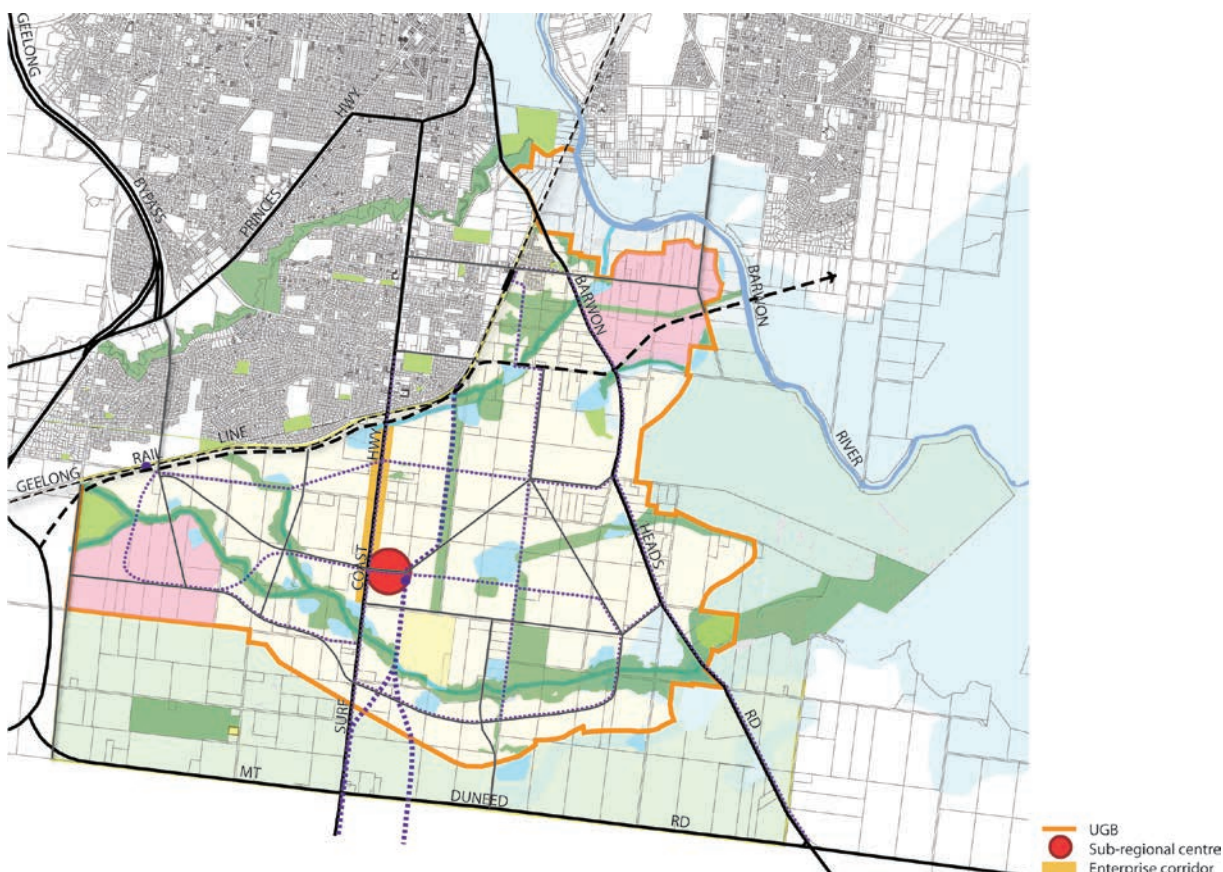 GEELONG
BYPASS
PRINCES
HWY
BARWON
BARWON
RIVER
GEELONG
RAIL
LINE
HWY
COAST
SURF
HEADS
RD
MT
DUNEED
RD
UGB
Sub-regional centre
Enterprise corridor